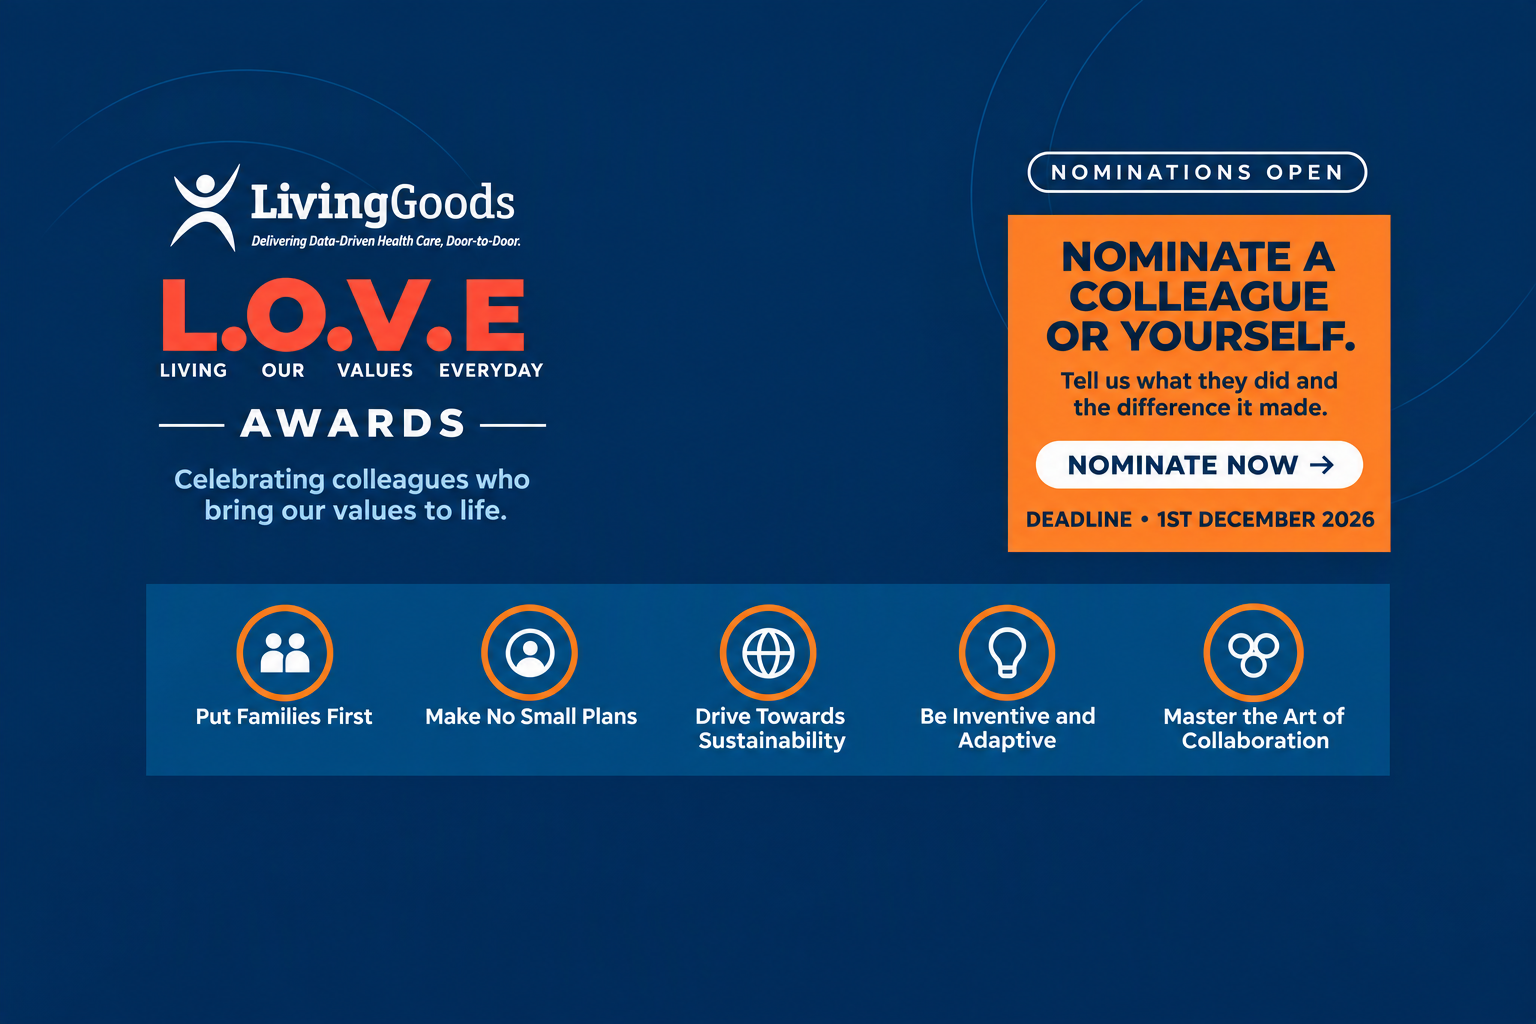 LivingGoods
Delivering Data-Driven Health Care, Door-to-Door.
L.O.V.E
LIVING OUR VALUES EVERYDAY
AWARDS
Celebrating colleagues who
bring our values to life.
NOMINATIONS OPEN
NOMINATE A
COLLEAGUE
OR YOURSELF.
Tell us what they did and
the difference it made.
NOMINATE NOW →
DEADLINE • 1ST DECEMBER 2026
Put Families First
Make No Small Plans
Drive Towards
Sustainability
Be Inventive and
Adaptive
Master the Art of
Collaboration